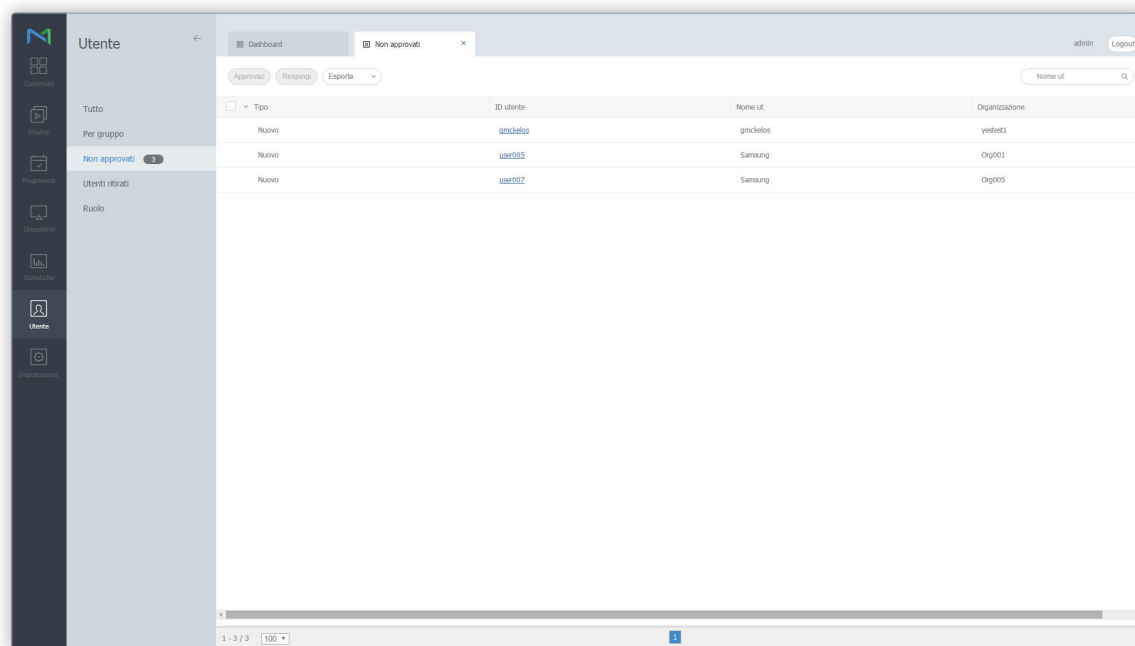 Utente
←
Dashboard
Non approvati
×
admin
Logout
Contenuto
Approvaz
Respingi
Esporta
Nome ut
Playlist
Tutto
Tipo
ID utente
Nome ut
Organizzazione
Per gruppo
Nuovo
gmckelos
gmckelos
yestest1
Non approvati 3
Nuovo
user005
Samsung
Org001
Programma
Utenti ritirati
Nuovo
user007
Samsung
Org005
Ruolo
Dispositivo
Statistiche
Utente
Impostazione
1 - 3 / 3
100
1